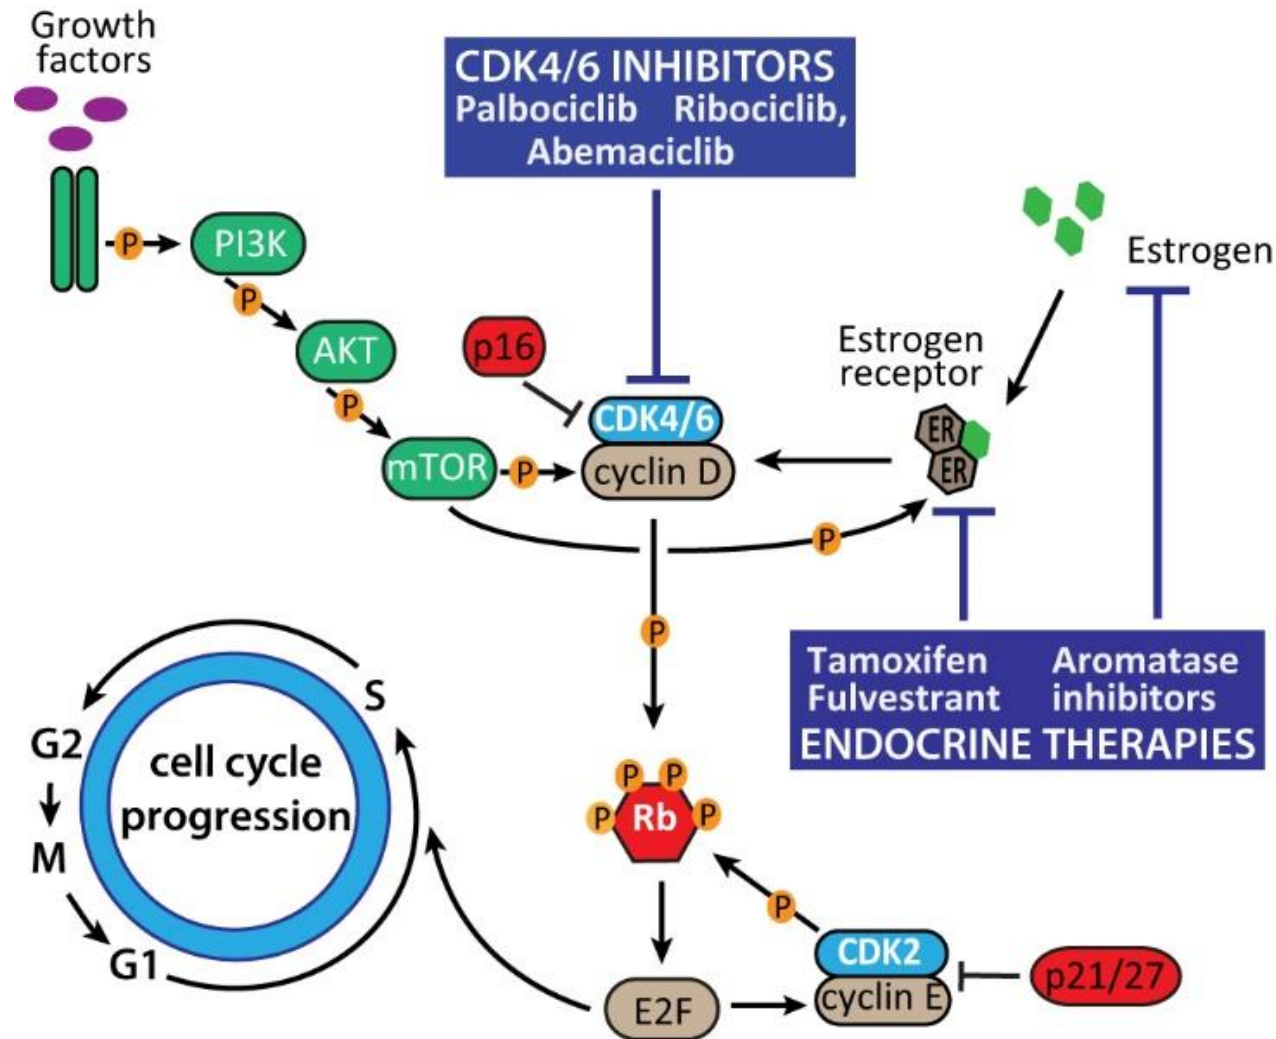 Growth
factors
CDK4/6 INHIBITORS
Palbociclib Ribociclib,
Abemaciclib
P
PI3K
Estrogen
P
AKT
p16
Estrogen
receptor
P
CDK4/6
ER
mTOR
P
cyclin D
ER
P
P
Tamoxifen Aromatase
Fulvestrant inhibitors
ENDOCRINE THERAPIES
S
G2
cell cycle
progression
M
G1
P P
P Rb P
P
CDK2
cyclin E
p21/27
E2F